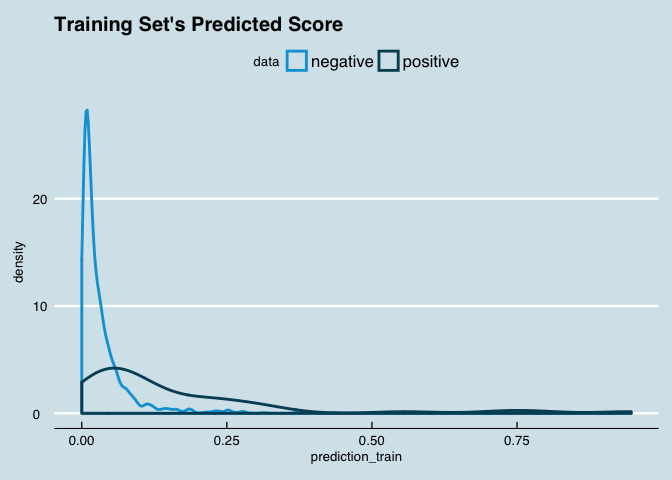 Training Set's Predicted Score
data negative positive
20
10
0
density
0.00 0.25 0.50 0.75
prediction_train